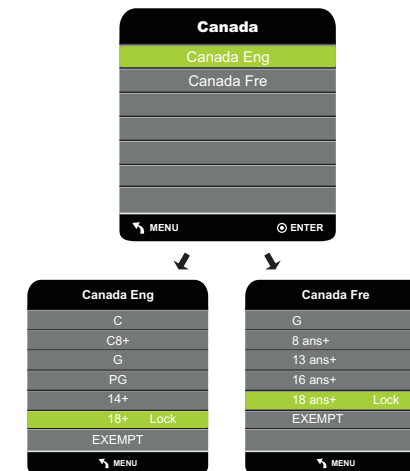 Canada
Canada Eng
Canada Fre
MENU ENTER
Canada Eng
C
C8+
G
PG
14+
18+ Lock
EXEMPT
MENU
Canada Fre
G
8 ans+
13 ans+
16 ans+
18 ans+ Lock
EXEMPT
MENU